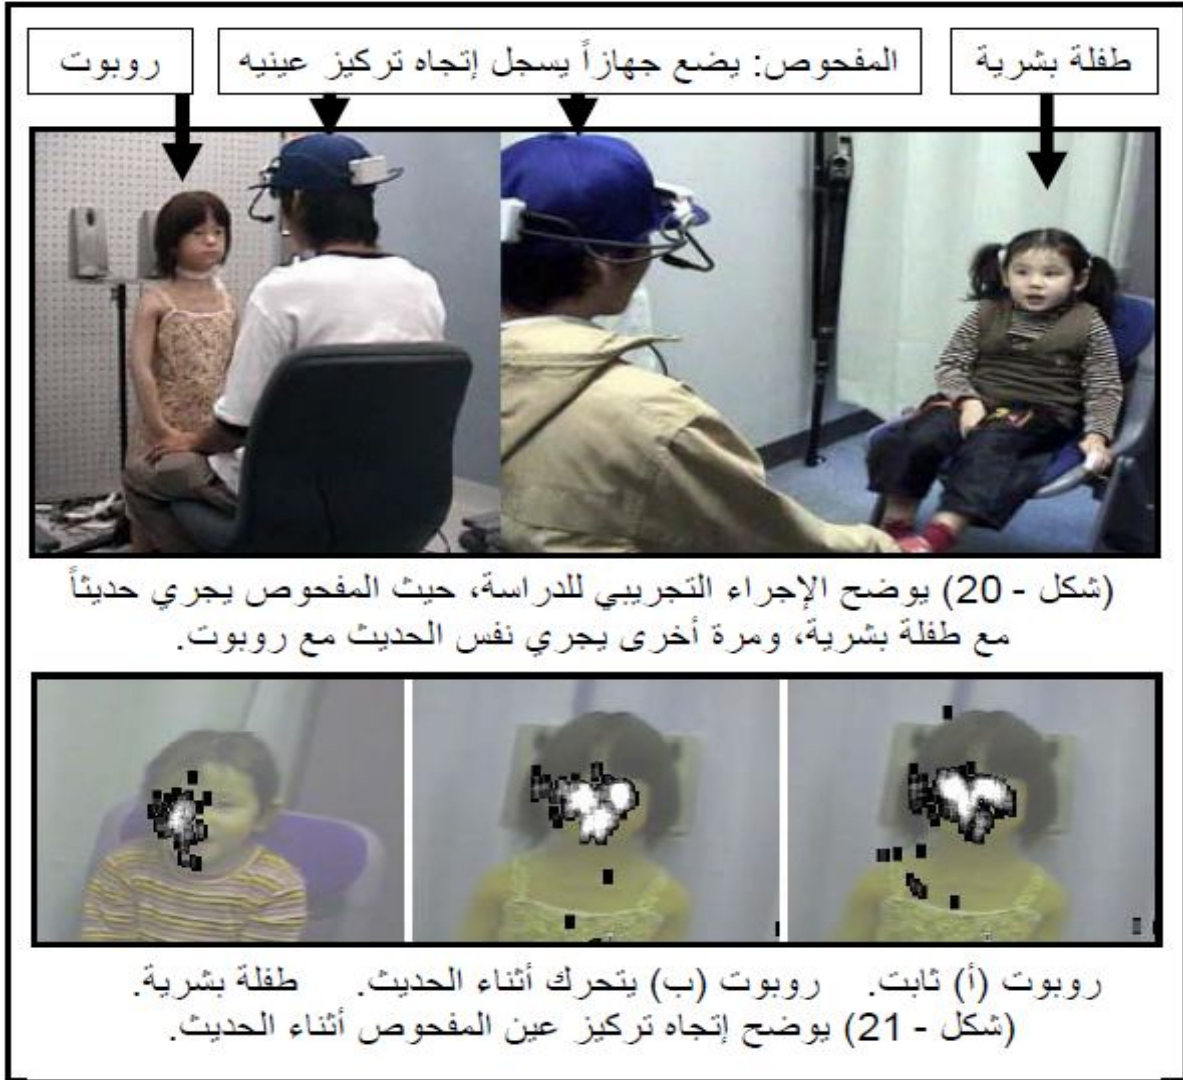 طفلة بشرية
المفحوص: يضع جهازاً يسجل إتجاه تركيز عينيه
روبوت
(شكل - 20) يوضح الإجراء التجريبي للدراسة، حيث المفحوص يجري حديثاً
مع طفلة بشرية، ومرة أخرى يجري نفس الحديث مع روبوت.
روبوت (أ) ثابت. روبوت (ب) يتحرك أثناء الحديث. طفلة بشرية.
(شكل - 21) يوضح إتجاه تركيز عين المفحوص أثناء الحديث.